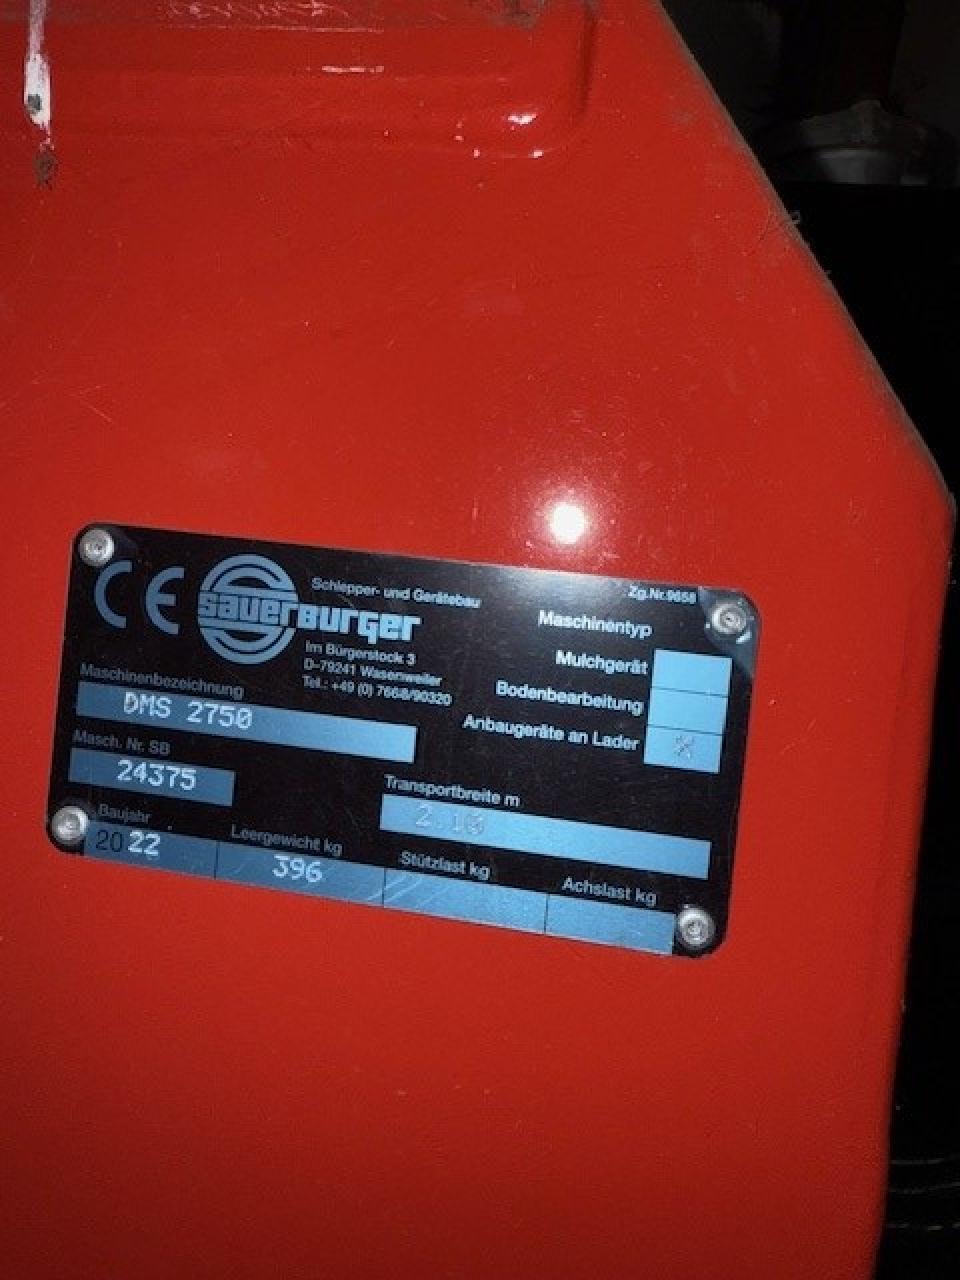 CE
sauerburger
Schlepper- und Gerätebau
Im Bürgerstock 3
D-79241 Wasenweiler
Tel.: +49 (0) 7668/90320
Zg.Nr.9658
Maschinentyp
Mulchgerät
Bodenbearbeitung
Anbaugeräte an Lader X
Maschinenbezeichnung
DMS 2750
Masch. Nr. SB
24375
Transportbreite m
2.10
Baujahr
2022
Leergewicht kg
396
Stützlast kg
Achslast kg